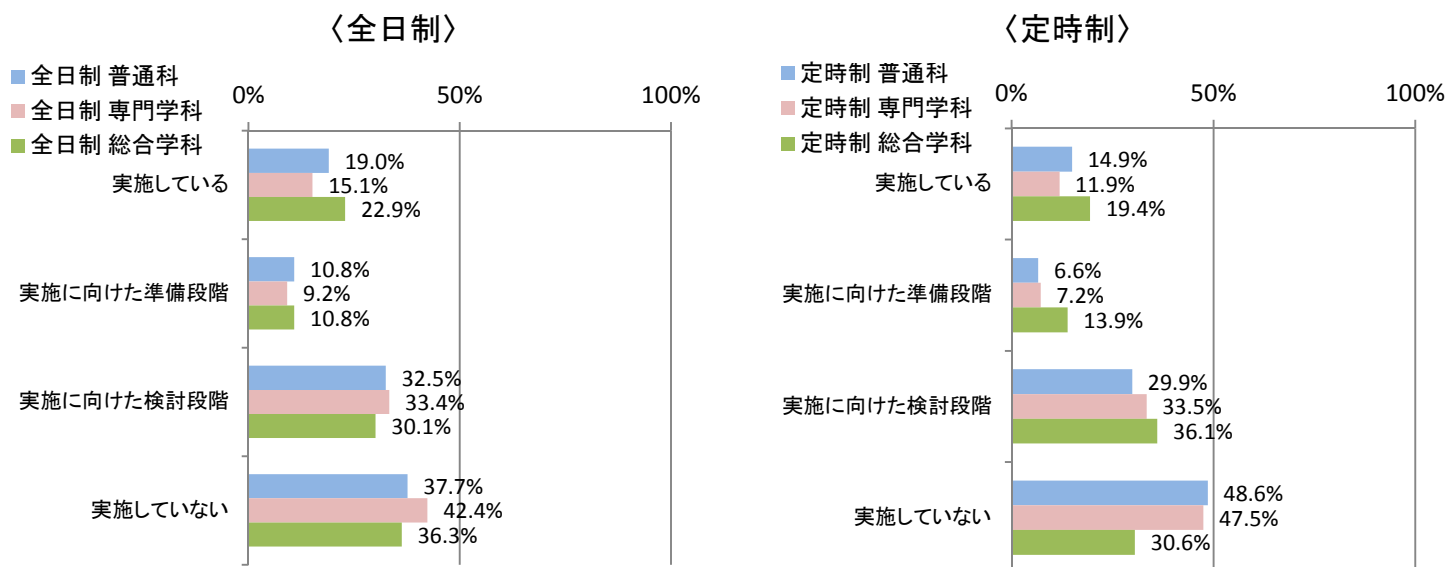 〈全日制〉
■ 全日制 普通科
■ 全日制 専門学科
■ 全日制 総合学科
0% 50% 100%
実施している
19.0%
15.1%
22.9%
実施に向けた準備段階
10.8%
9.2%
10.8%
実施に向けた検討段階
32.5%
33.4%
30.1%
実施していない
37.7%
42.4%
36.3%
〈定時制〉
■ 定時制 普通科
■ 定時制 専門学科
■ 定時制 総合学科
0% 50% 100%
実施している
14.9%
11.9%
19.4%
実施に向けた準備段階
6.6%
7.2%
13.9%
実施に向けた検討段階
29.9%
33.5%
36.1%
実施していない
48.6%
47.5%
30.6%